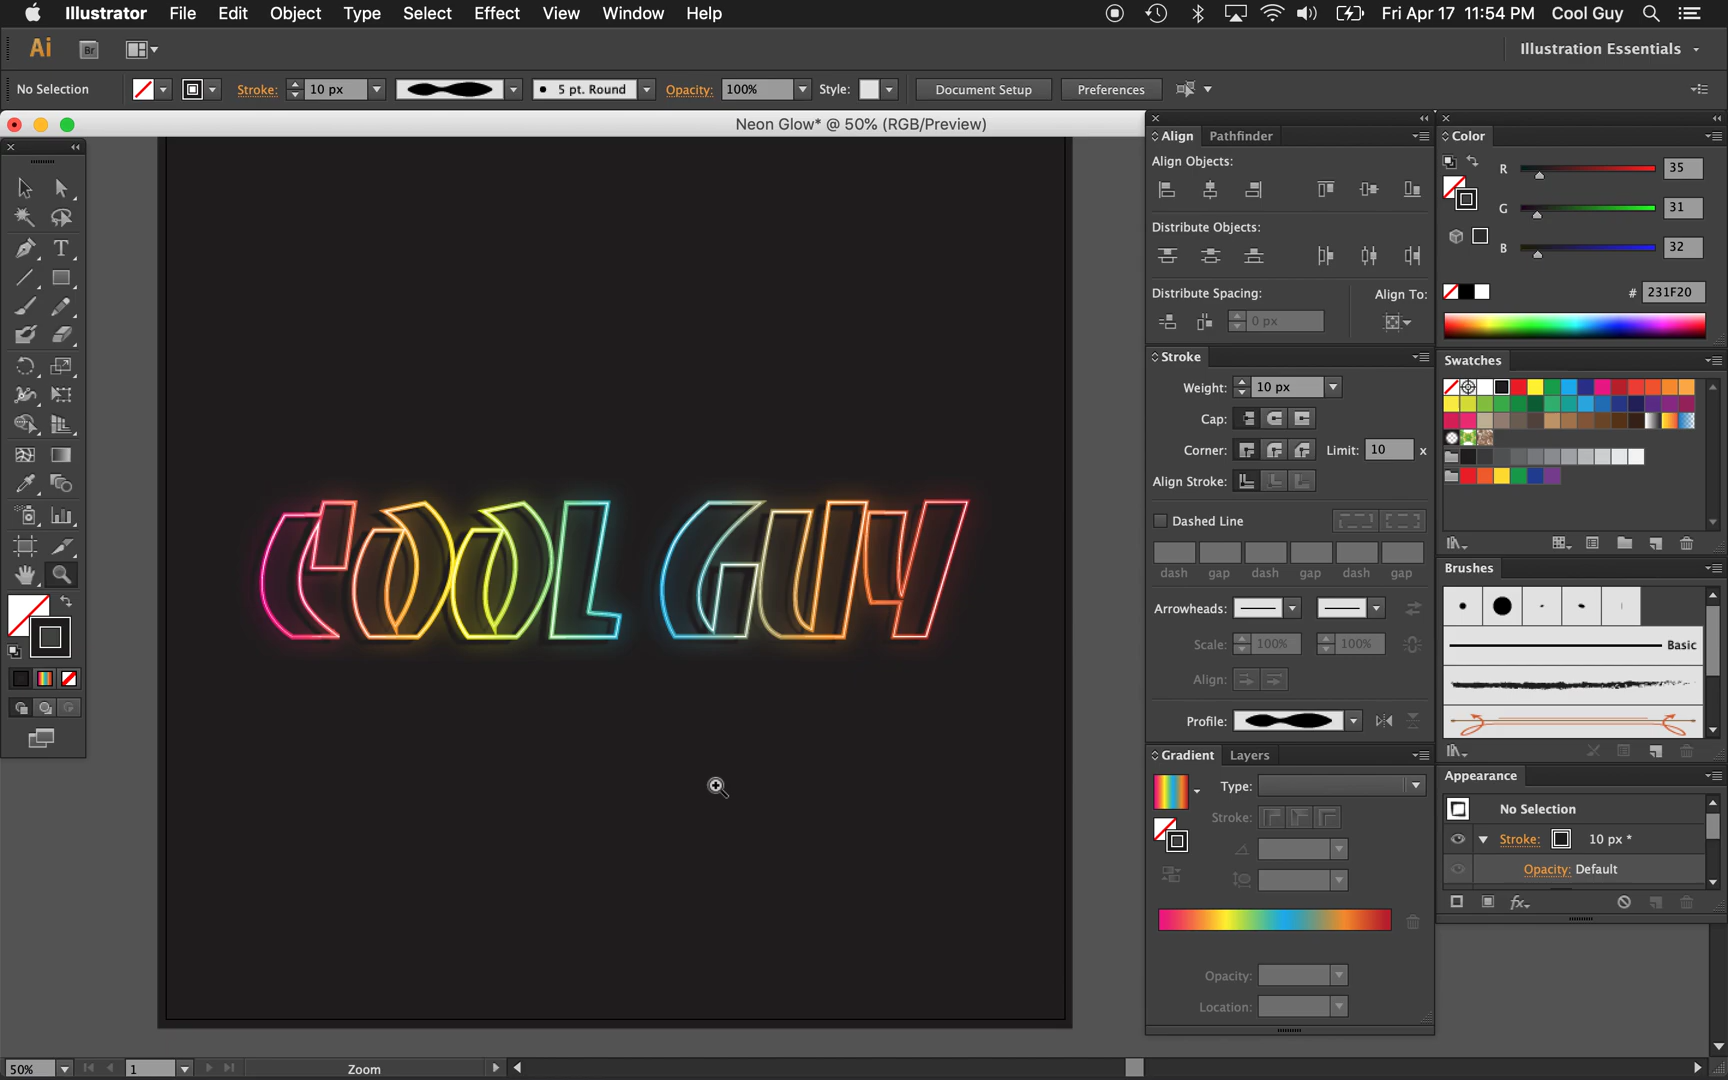 Illustrator File Edit Object Type Select Effect View Window Help Fri Apr 17 11:54 PM Cool Guy
Ai Br Illustration Essentials
No Selection Stroke: 10 px 5 pt. Round Opacity: 100% Style: Document Setup Preferences
Neon Glow* @ 50% (RGB/Preview)
Align Pathfinder
Align Objects:
Distribute Objects:
Distribute Spacing: Align To:
0 px
Stroke
Weight: 10 px
Cap:
Corner: Limit: 10 x
Align Stroke:
Dashed Line
dash gap dash gap dash gap
Arrowheads:
Scale: 100% 100%
Align:
Profile:
Gradient Layers
Type:
Stroke:
Opacity:
Location:
Color
R 35
G 31
B 32
# 231F20
Swatches
Brushes
Basic
Appearance
No Selection
Stroke: 10 px *
Opacity: Default
fx
T
COOL GUY
50% 1 Zoom